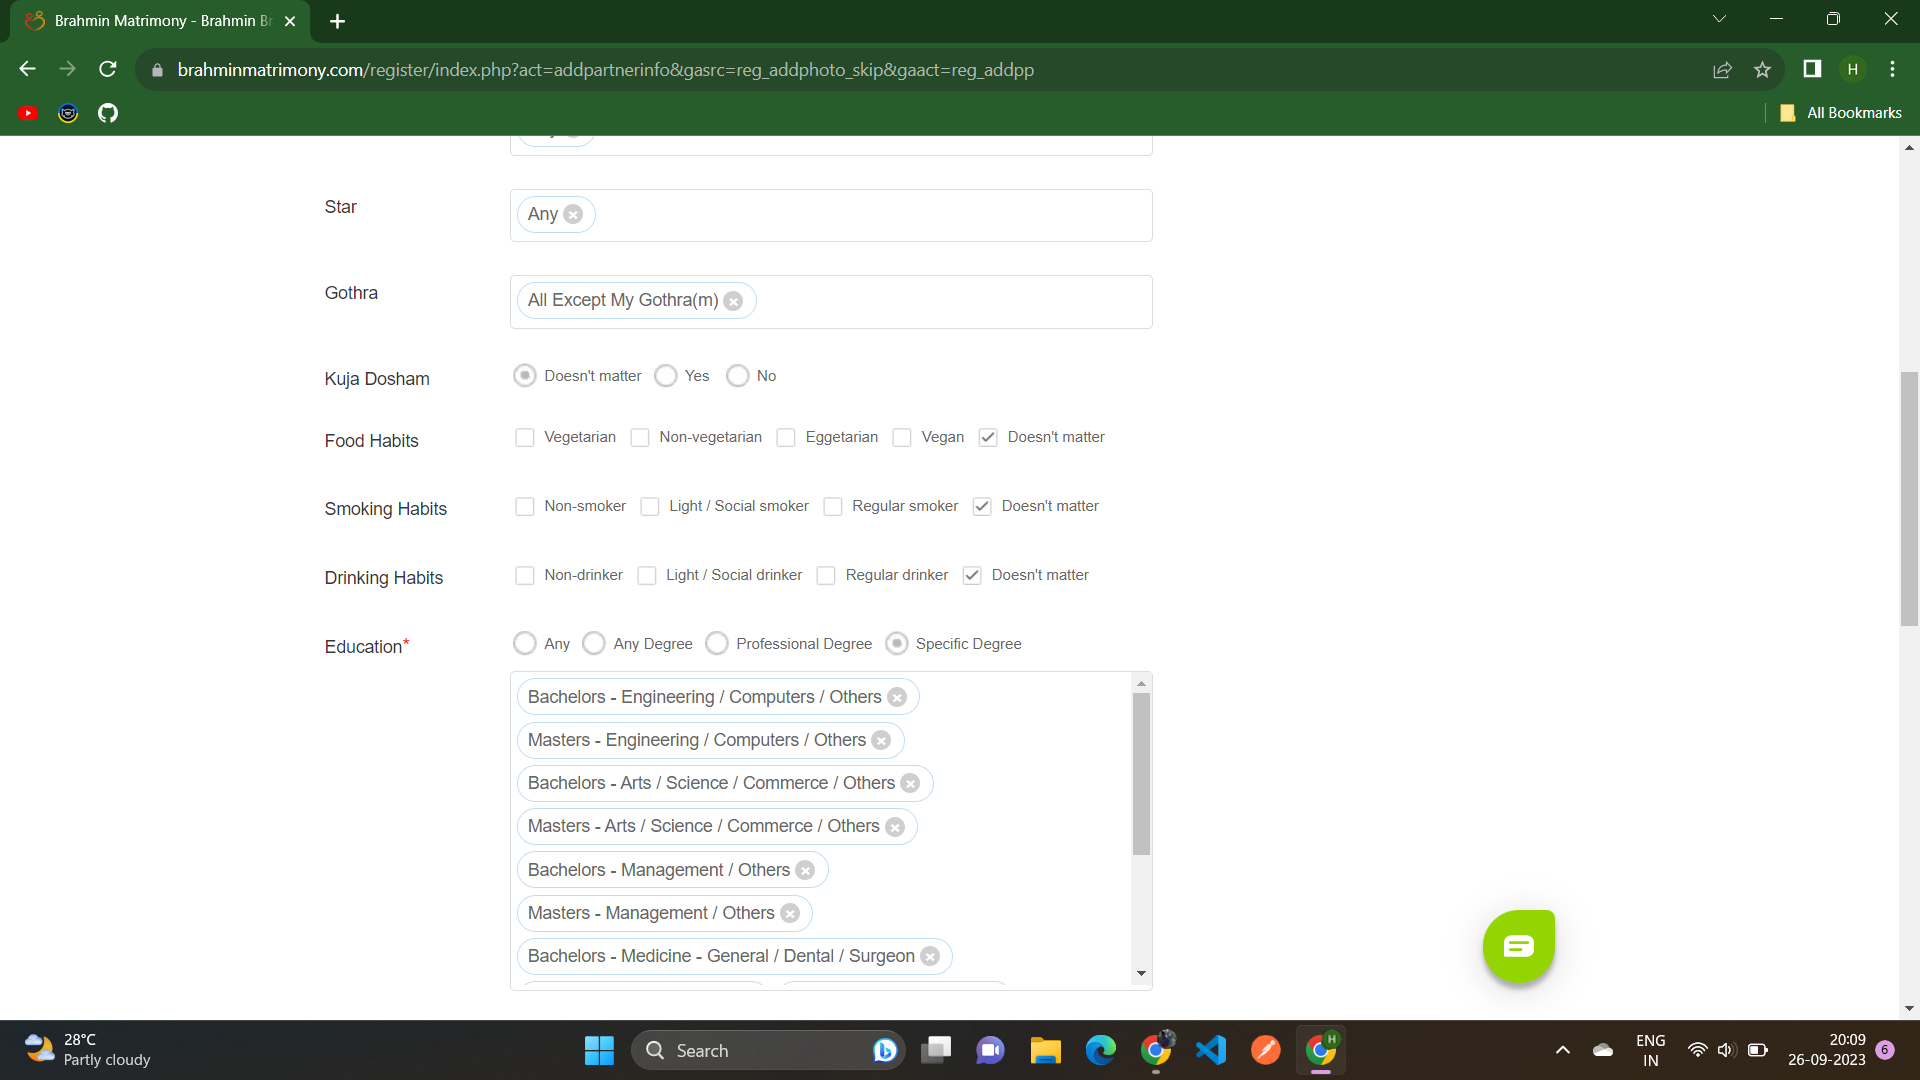 Brahmin Matrimony - Brahmin Br
brahminmatrimony.com/register/index.php?act=addpartnerinfo&gasrc=reg_addphoto_skip&gaact=reg_addpp
H
All Bookmarks
Star
Any
Gothra
All Except My Gothra(m)
Kuja Dosham
Doesn't matter Yes No
Food Habits
Vegetarian Non-vegetarian Eggetarian Vegan Doesn't matter
Smoking Habits
Non-smoker Light / Social smoker Regular smoker Doesn't matter
Drinking Habits
Non-drinker Light / Social drinker Regular drinker Doesn't matter
Education*
Any Any Degree Professional Degree Specific Degree
Bachelors - Engineering / Computers / Others
Masters - Engineering / Computers / Others
Bachelors - Arts / Science / Commerce / Others
Masters - Arts / Science / Commerce / Others
Bachelors - Management / Others
Masters - Management / Others
Bachelors - Medicine - General / Dental / Surgeon
28°C
Partly cloudy
Search
H
ENG
IN
20:09
26-09-2023
6